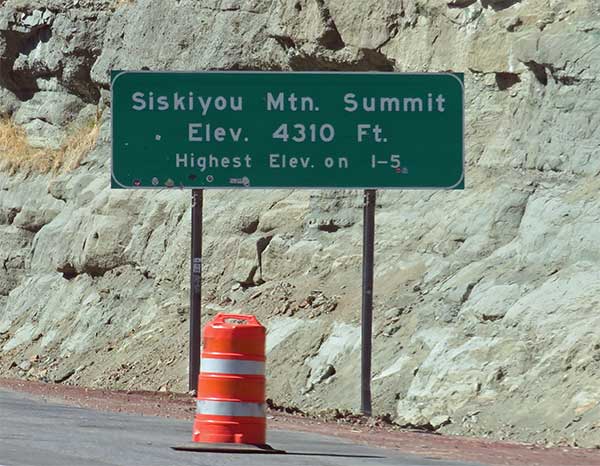 Siskiyou Mtn. Summit
Elev. 4310 Ft.
Highest Elev. on I-5